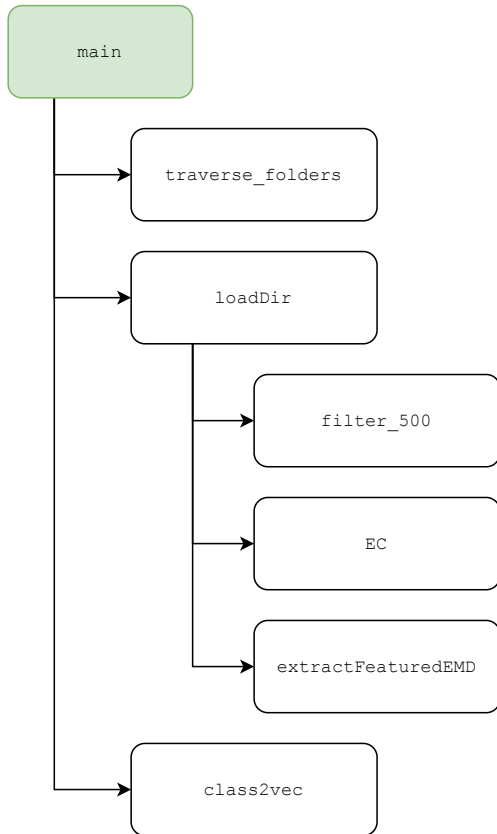 main
traverse_folders
loadDir
filter_500
EC
extractFeaturedEMD
class2vec